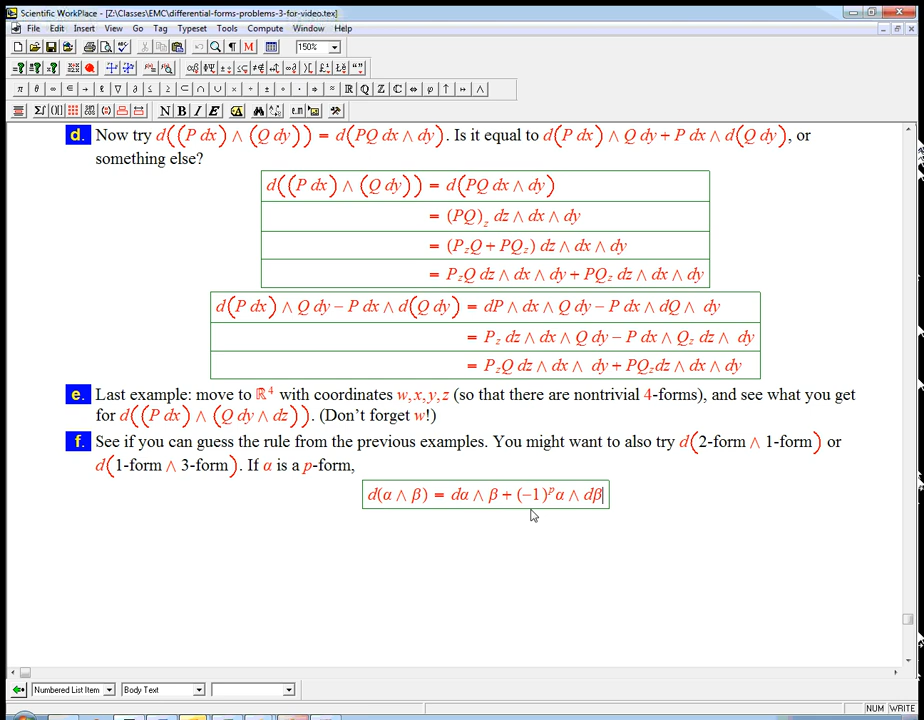 Scientific WorkPlace - [Z:\Classes\EMC\differential-forms-problems-3-for-video.tex]
File Edit Insert View Go Tag Typeset Tools Compute Window Help
150%
N B I E
d. Now try d((P dx) ∧ (Q dy)) = d(PQ dx ∧ dy). Is it equal to d(P dx) ∧ Q dy + P dx ∧ d(Q dy), or
something else?
d((P dx) ∧ (Q dy)) = d(PQ dx ∧ dy)
= (PQ)_z dz ∧ dx ∧ dy
= (P_zQ + PQ_z) dz ∧ dx ∧ dy
= P_zQ dz ∧ dx ∧ dy + PQ_z dz ∧ dx ∧ dy
d(P dx) ∧ Q dy − P dx ∧ d(Q dy) = dP ∧ dx ∧ Q dy − P dx ∧ dQ ∧ dy
= P_z dz ∧ dx ∧ Q dy − P dx ∧ Q_z dz ∧ dy
= P_zQ dz ∧ dx ∧ dy + PQ_z dz ∧ dx ∧ dy
e. Last example: move to ℝ⁴ with coordinates w,x,y,z (so that there are nontrivial 4-forms), and see what you get
for d((P dx) ∧ (Q dy ∧ dz)). (Don't forget w!)
f. See if you can guess the rule from the previous examples. You might want to also try d(2-form ∧ 1-form) or
d(1-form ∧ 3-form). If α is a p-form,
d(α ∧ β) = dα ∧ β + (−1)^p α ∧ dβ
Numbered List Item Body Text
NUM WRITE